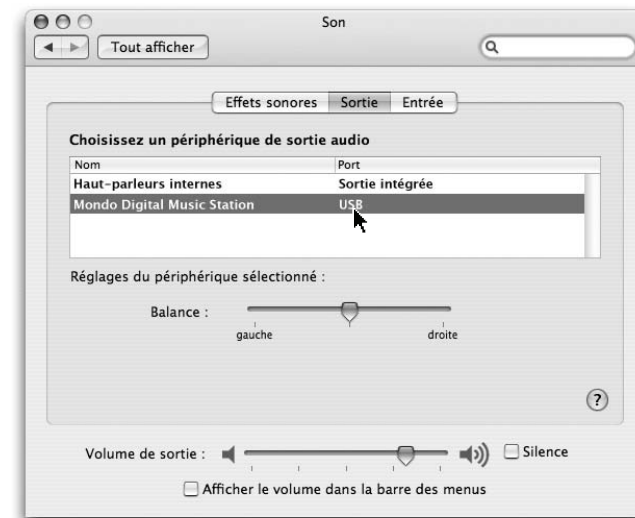 Son
Tout afficher
Effets sonores Sortie Entrée
Choisissez un périphérique de sortie audio
Nom Port
Haut-parleurs internes Sortie intégrée
Mondo Digital Music Station USB
Réglages du périphérique sélectionné :
Balance :
gauche droite
?
Volume de sortie : Silence
Afficher le volume dans la barre des menus